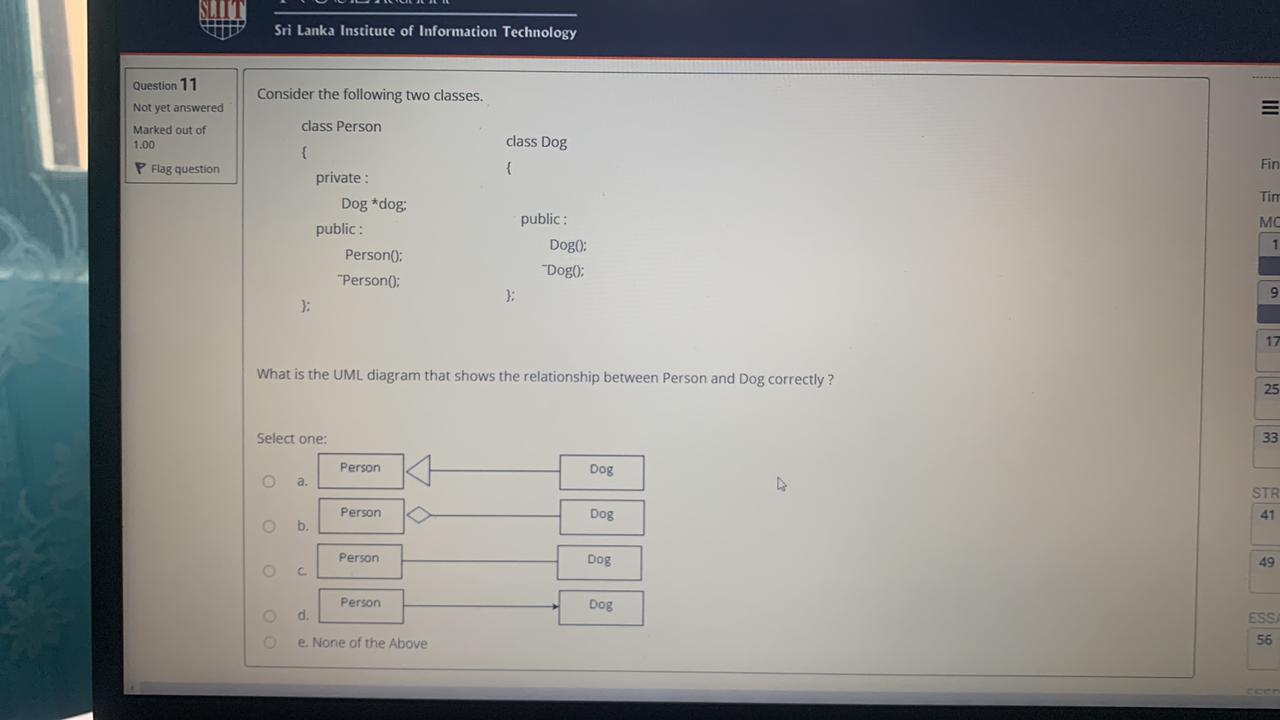 SLIIT
Sri Lanka Institute of Information Technology
Question 11
Not yet answered
Marked out of
1.00
Flag question
Consider the following two classes.
class Person
{
private :
Dog *dog;
public :
Person();
~Person();
};
class Dog
{
public :
Dog();
~Dog();
};
What is the UML diagram that shows the relationship between Person and Dog correctly ?
Select one:
a. Person Dog
b. Person Dog
c. Person Dog
d. Person Dog
e. None of the Above
Fin
Tim
MC
1
9
17
25
33
STR
41
49
ESSA
56